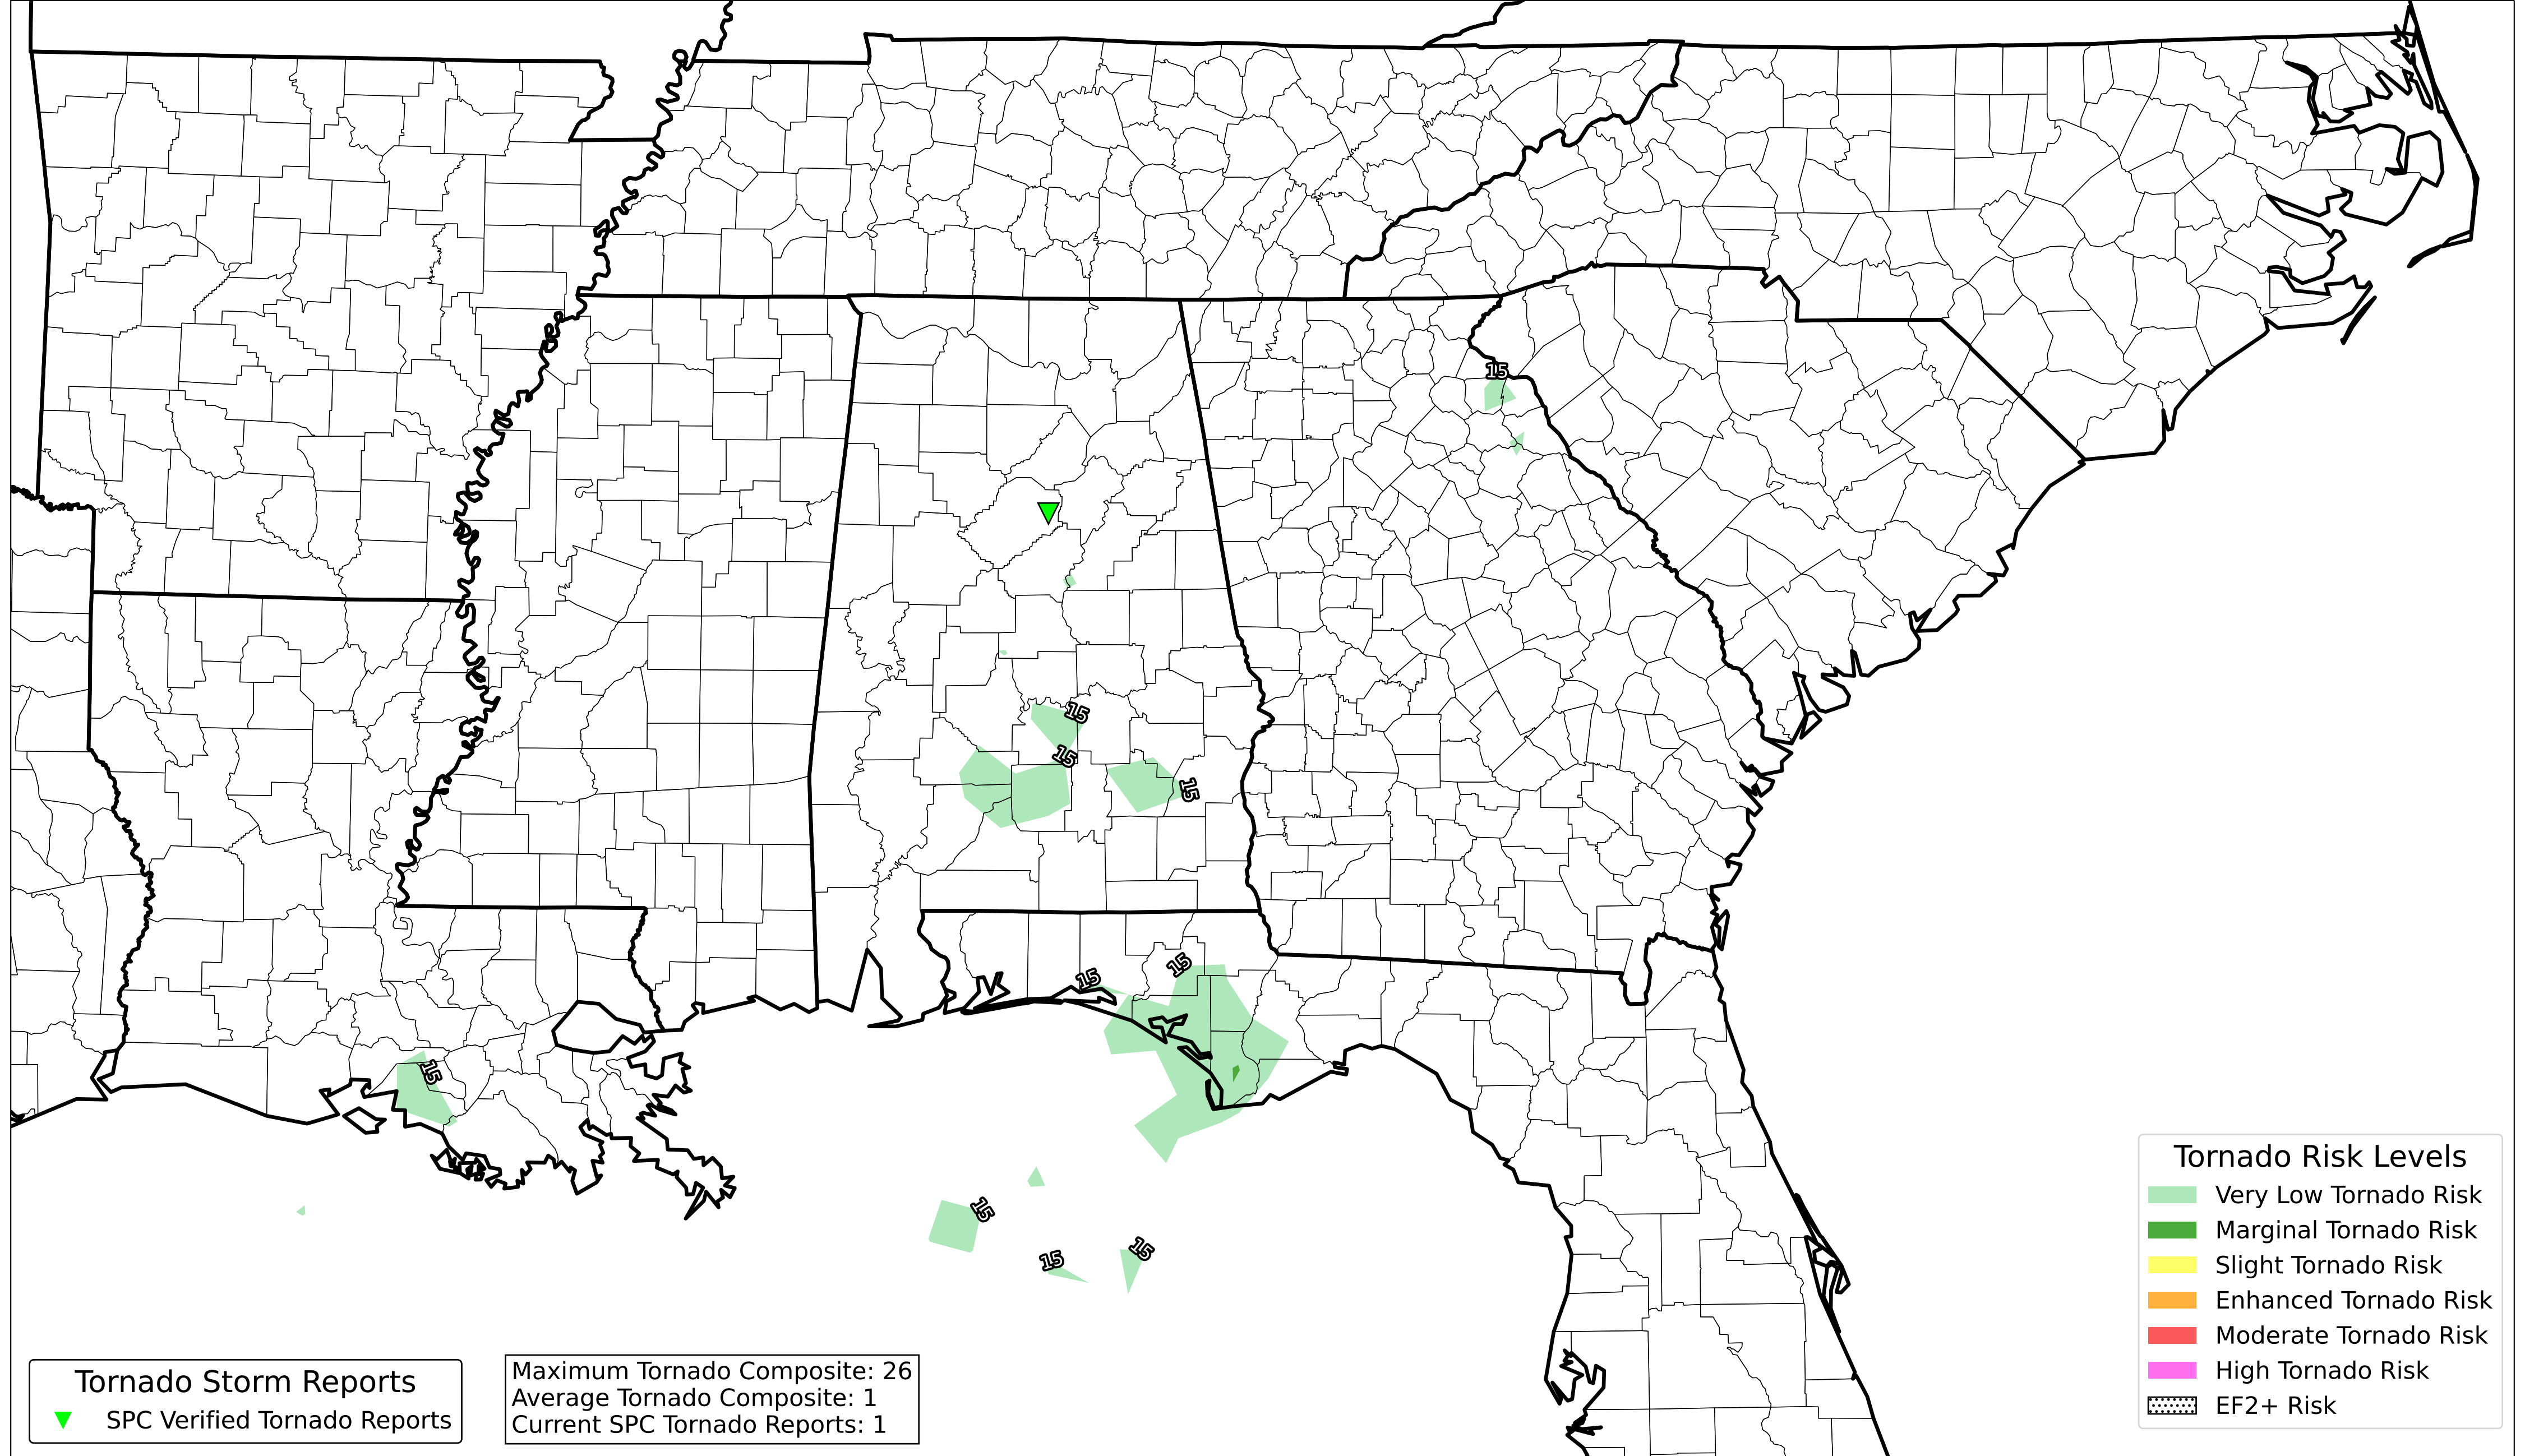 15
15
15
15
15
15
15
15
15
15
Tornado Risk Levels
Very Low Tornado Risk
Marginal Tornado Risk
Slight Tornado Risk
Enhanced Tornado Risk
Moderate Tornado Risk
High Tornado Risk
EF2+ Risk
Tornado Storm Reports
SPC Verified Tornado Reports
Maximum Tornado Composite: 26
Average Tornado Composite: 1
Current SPC Tornado Reports: 1